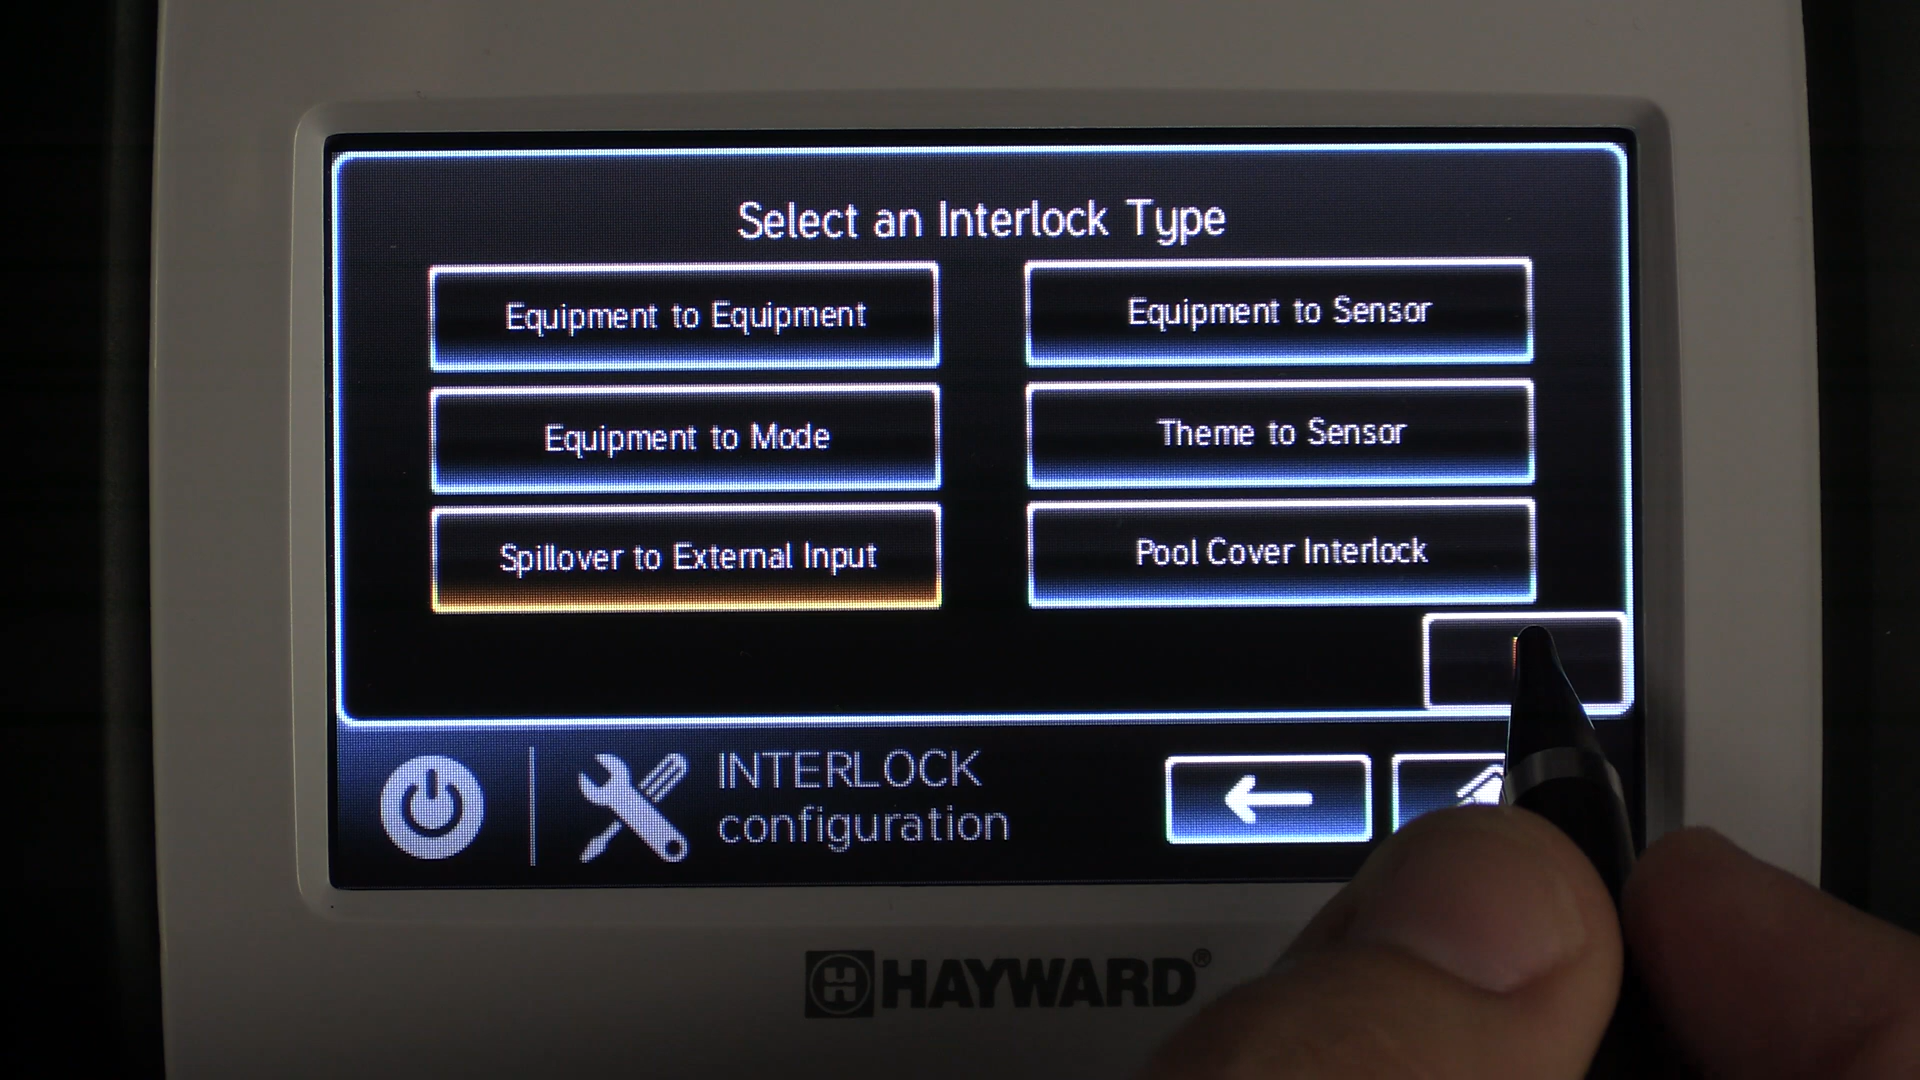 Select an Interlock Type
Equipment to Equipment
Equipment to Sensor
Equipment to Mode
Theme to Sensor
Spillover to External Input
Pool Cover Interlock
INTERLOCK
configuration
HAYWARD®